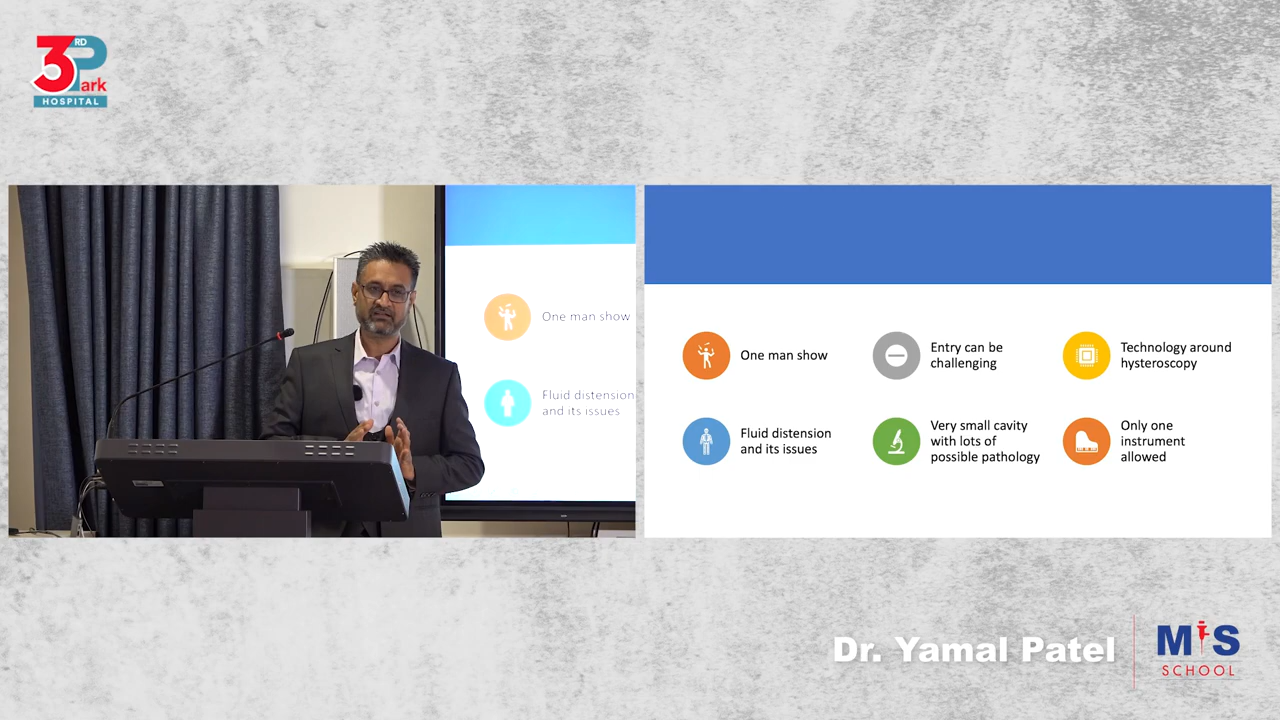 3RD Park
HOSPITAL
One man show
Fluid distension
and its issues
One man show
Entry can be
challenging
Technology around
hysteroscopy
Fluid distension
and its issues
Very small cavity
with lots of
possible pathology
Only one
instrument
allowed
Dr. Yamal Patel
MIS
SCHOOL